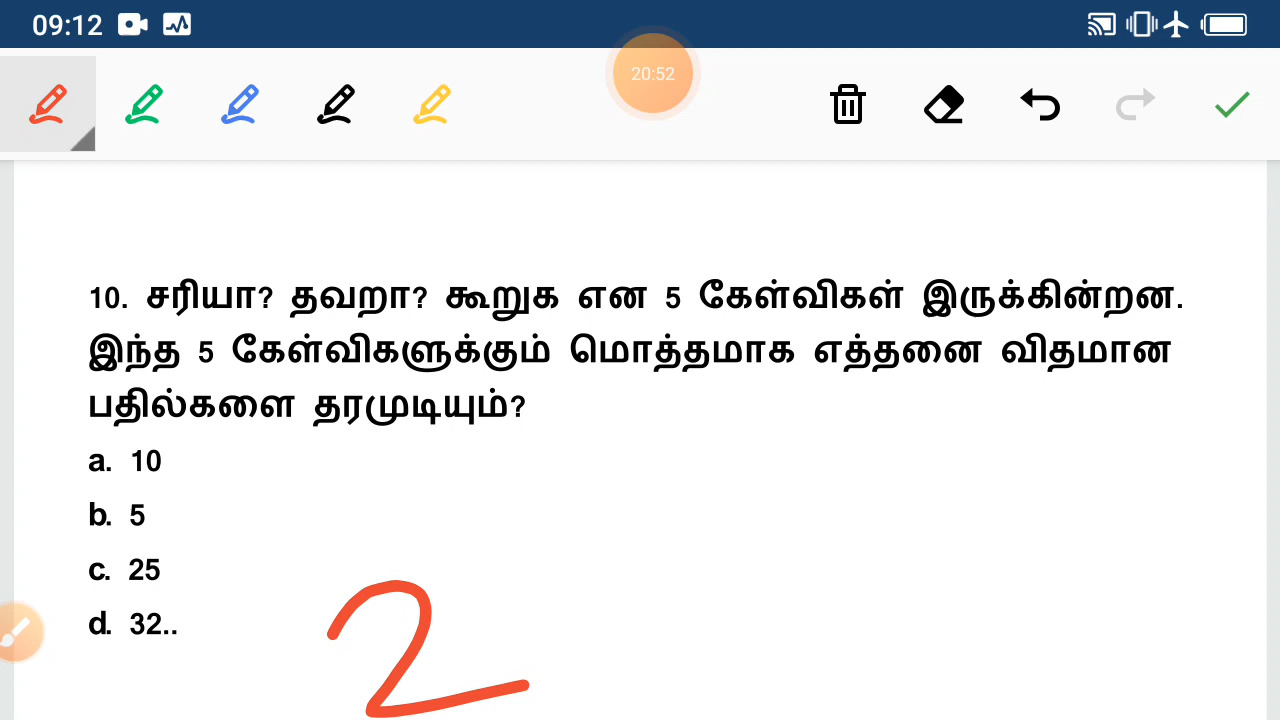 09:12
20:52
10. சரியா? தவறா? கூறுக என 5 கேள்விகள் இருக்கின்றன.
இந்த 5 கேள்விகளுக்கும் மொத்தமாக எத்தனை விதமான
பதில்களை தரமுடியும்?
a. 10
b. 5
c. 25
d. 32..
2